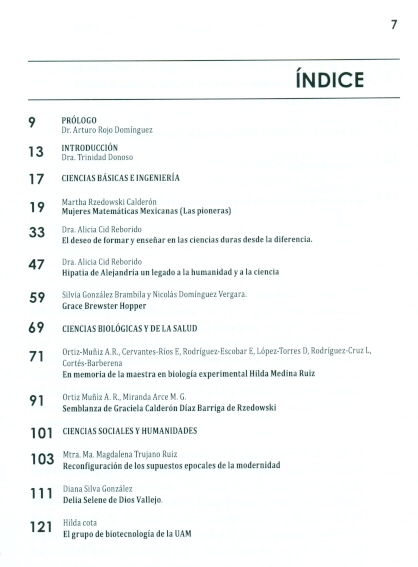 7
ÍNDICE
9 PRÓLOGO
Dr. Arturo Rojo Domínguez
13 INTRODUCCIÓN
Dra. Trinidad Donoso
17 CIENCIAS BÁSICAS E INGENIERÍA
19 Martha Rzedowski Calderón
Mujeres Matemáticas Mexicanas (Las pioneras)
33 Dra. Alicia Cid Reborido
El deseo de formar y enseñar en las ciencias duras desde la diferencia.
47 Dra. Alicia Cid Reborido
Hipatia de Alejandría un legado a la humanidad y a la ciencia
59 Silvia González Brambila y Nicolás Domínguez Vergara.
Grace Brewster Hopper
69 CIENCIAS BIOLÓGICAS Y DE LA SALUD
71 Ortiz-Muñiz A.R., Cervantes-Ríos E, Rodríguez-Escobar E, López-Torres D, Rodríguez-Cruz L,
Cortés-Barberena
En memoria de la maestra en biología experimental Hilda Medina Ruiz
91 Ortiz Muñiz A. R., Miranda Arce M. G.
Semblanza de Graciela Calderón Díaz Barriga de Rzedowski
101 CIENCIAS SOCIALES Y HUMANIDADES
103 Mtra. Ma. Magdalena Trujano Ruiz
Reconfiguración de los supuestos epocales de la modernidad
111 Diana Silva González
Delia Selene de Dios Vallejo.
121 Hilda cota
El grupo de biotecnología de la UAM